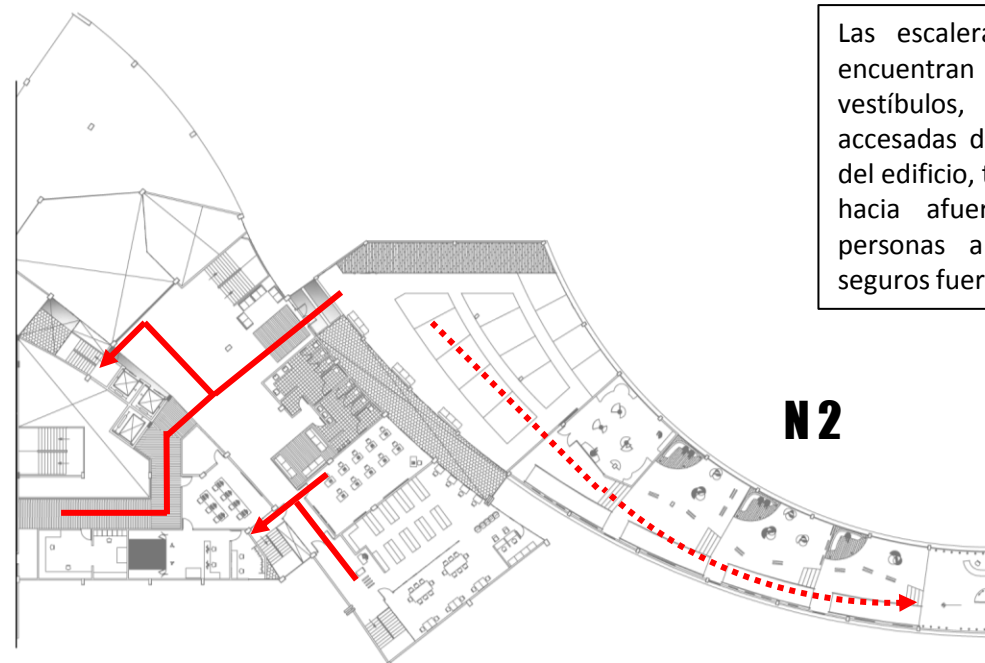 Las escalera
encuentran
vestíbulos,
accesadas d
del edificio, t
hacia afuer
personas a
seguros fuer
N 2